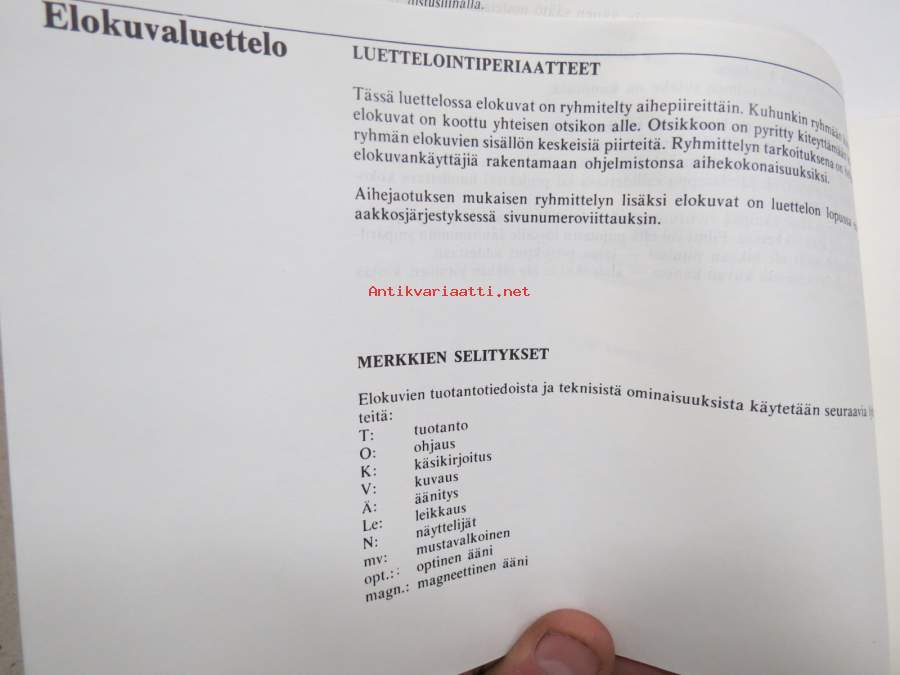 Elokuvaluettelo
LUETTELOINTIPERIAATTEET
Tässä luettelossa elokuvat on ryhmitelty aihepiireittäin. Kuhunkin ryhmään
elokuvat on koottu yhteisen otsikon alle. Otsikkoon on pyritty kiteyttämään
ryhmän elokuvien sisällön keskeisiä piirteitä. Ryhmittelyn tarkoituksena on
elokuvankäyttäjiä rakentamaan ohjelmistonsa aihekokonaisuuksiksi.
Aihejaotuksen mukaisen ryhmittelyn lisäksi elokuvat on luettelon lopussa
aakkosjärjestyksessä sivunumeroviittauksin.
Antikvariaatti.net
MERKKIEN SELITYKSET
Elokuvien tuotantotiedoista ja teknisistä ominaisuuksista käytetään seuraavia
teitä:
T: tuotanto
O: ohjaus
K: käsikirjoitus
V: kuvaus
Ä: äänitys
Le: leikkaus
N: näyttelijät
mv: mustavalkoinen
opt.: optinen ääni
magn.: magneettinen ääni